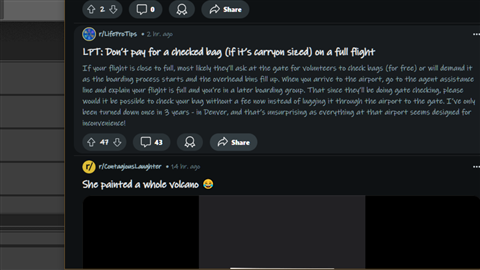 2 0 Share
r/LifeProTips • 2 hr. ago
LPT: Don't pay for a checked bag (if it's carryon sized) on a full flight
If your flight is close to full, most likely they'll ask at the gate for volunteers to check bags (for free) or will demand it
as the boarding process starts and the overhead bins fill up. When you arrive to the airport, go to the agent assistance
line and explain your flight is full and you're in a later boarding group. That since they'll be doing gate checking, please
would it be possible to check your bag without a fee now instead of lugging it through the airport to the gate. I've only
been turned down once in 3 years - in Denver, and that's unsurprising as everything at that airport seems designed for
inconvenience!
47 43 Share
r/ContagiousLaughter • 14 hr. ago
She painted a whole volcano 😂